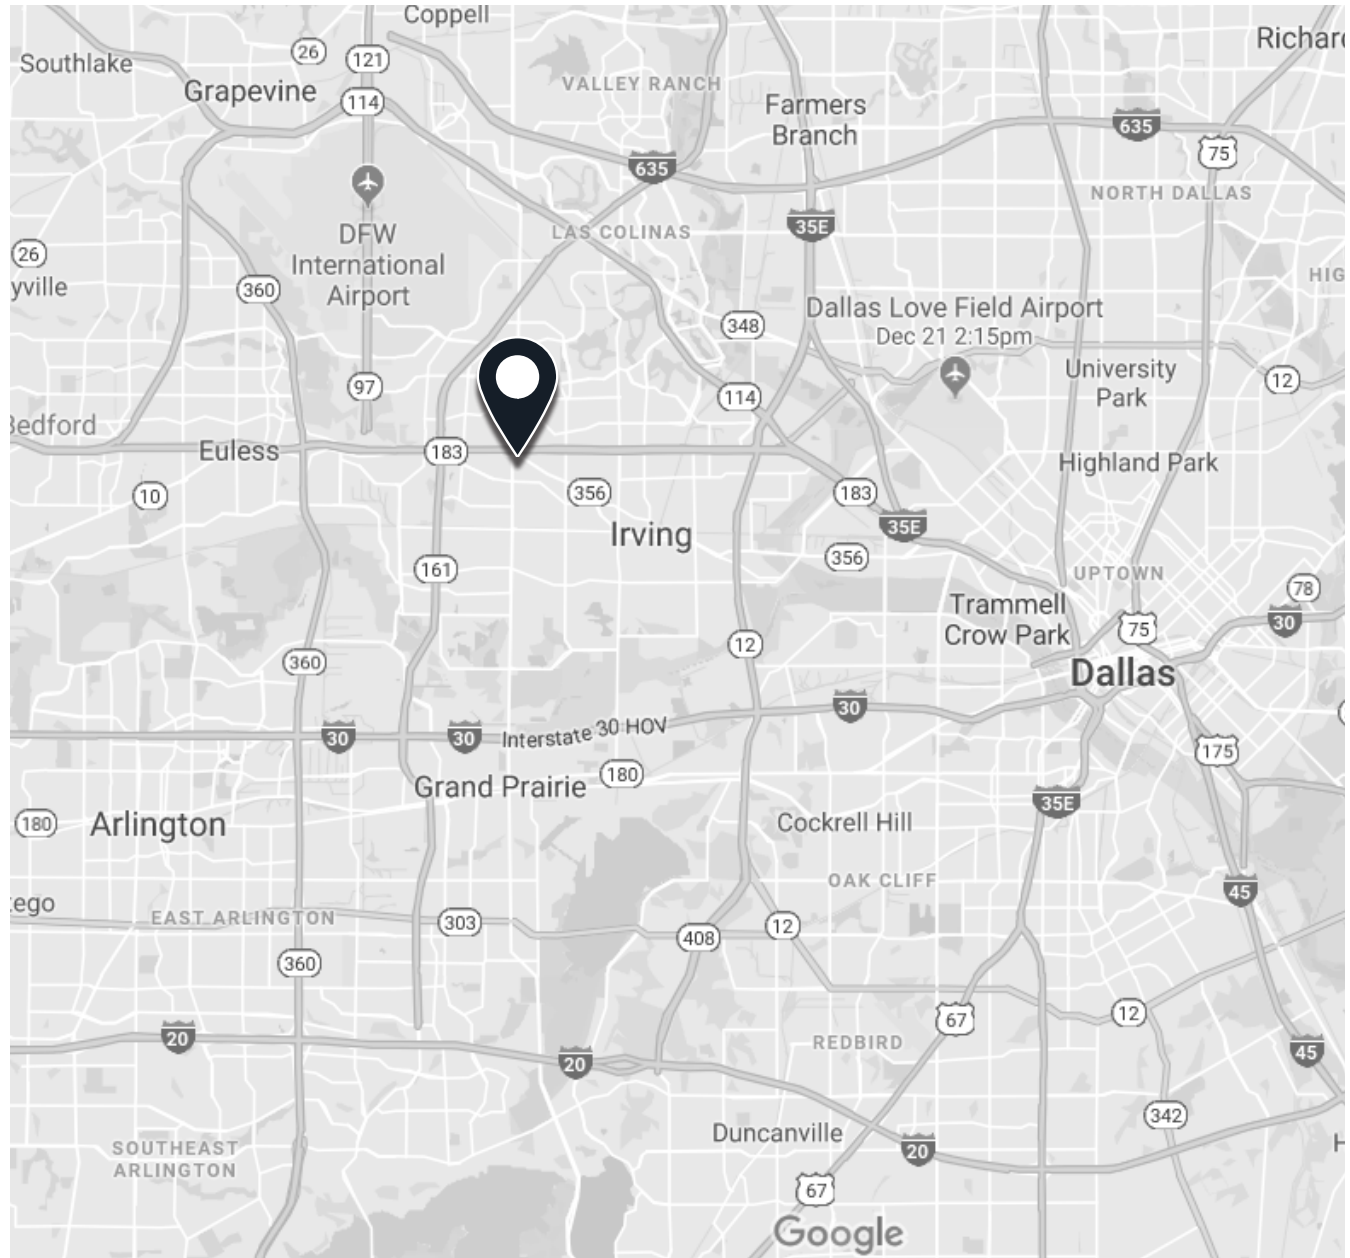 Coppell
Southlake
26
121
Grapevine
114
VALLEY RANCH
Farmers
Branch
Richard
635
635
75
NORTH DALLAS
DFW
International
Airport
LAS COLINAS
35E
26
yville
360
HIG
Dallas Love Field Airport
Dec 21 2:15pm
348
University
Park
12
97
114
Bedford
Euless
183
Highland Park
10
356
183
35E
Irving
356
161
UPTOWN
78
Trammell
Crow Park
75
30
12
360
Dallas
30
30
30
Interstate 30 HOV
175
Grand Prairie
180
35E
180
Arlington
Cockrell Hill
OAK CLIFF
45
tego
EAST ARLINGTON
303
408
12
360
67
12
20
REDBIRD
20
45
342
Duncanville
SOUTHEAST
ARLINGTON
20
H
67
Google